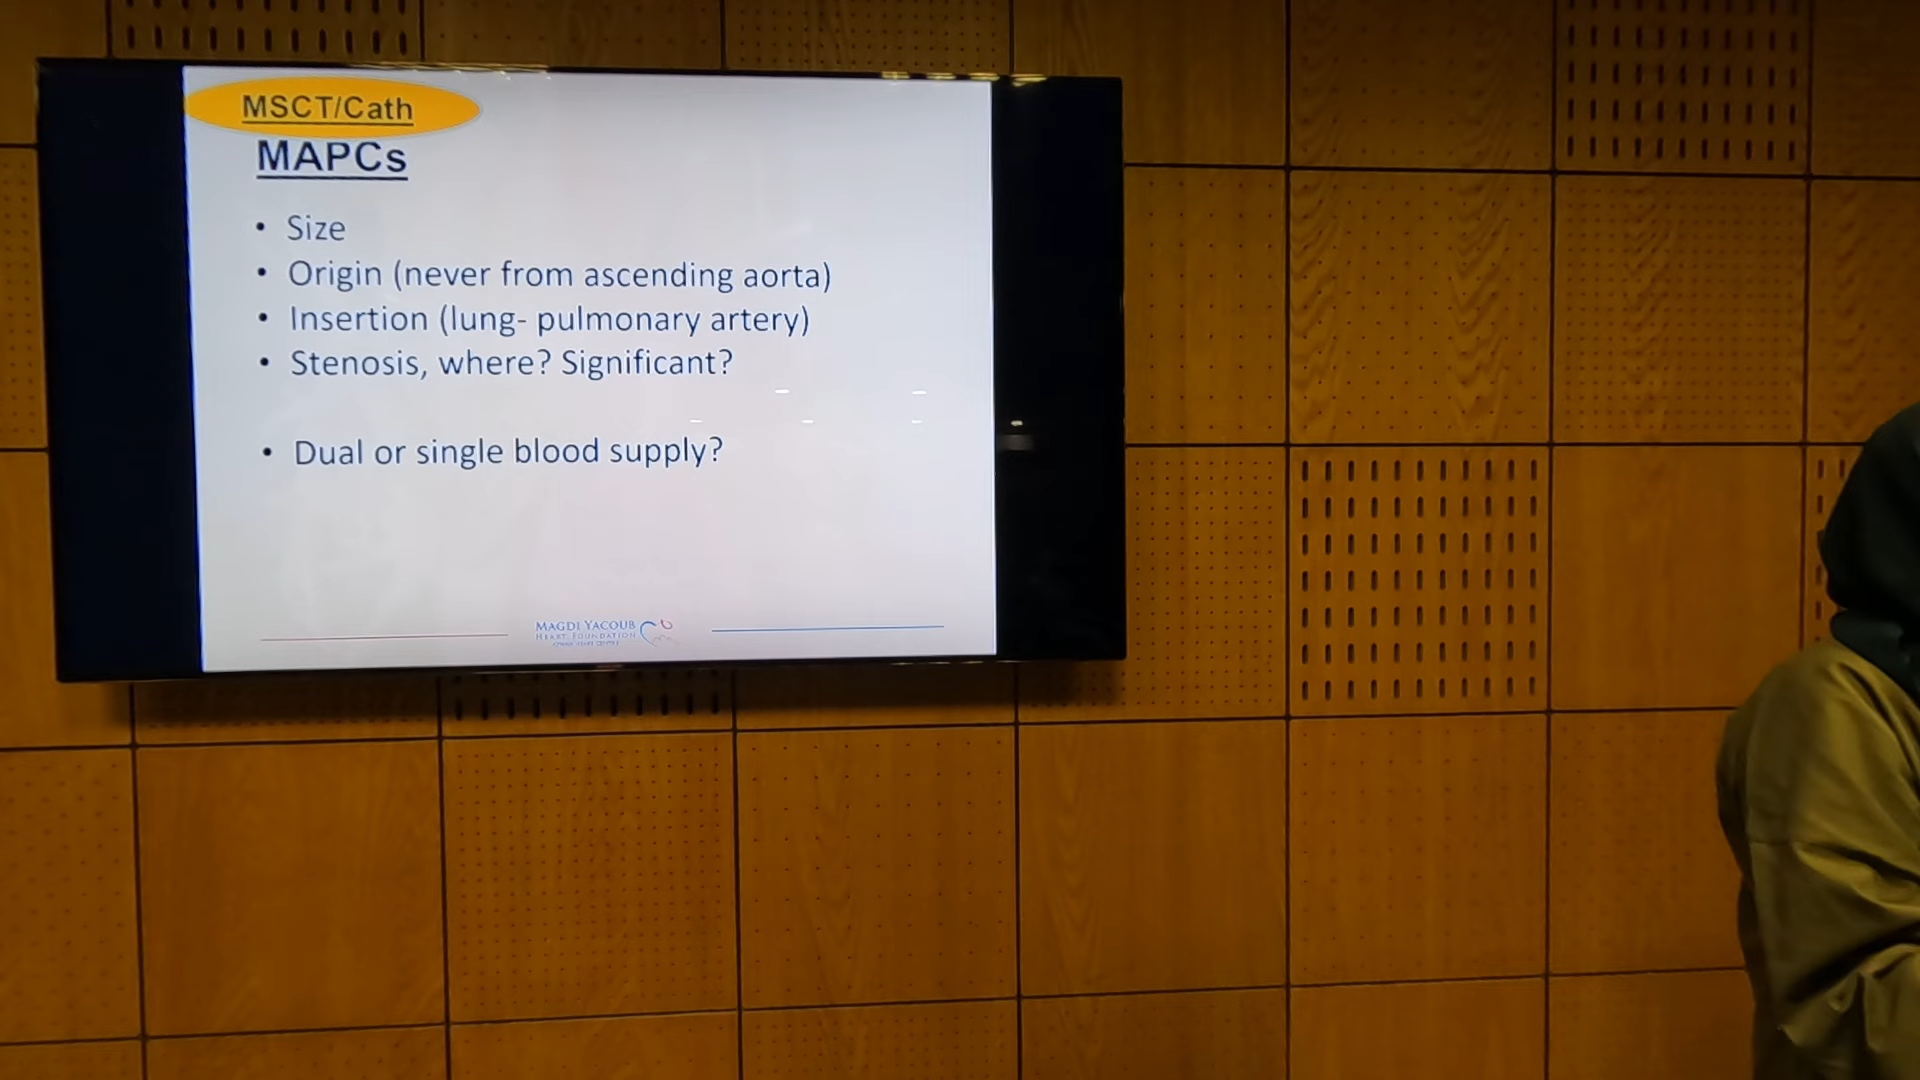 MSCT/Cath
MAPCs
• Size
• Origin (never from ascending aorta)
• Insertion (lung- pulmonary artery)
• Stenosis, where? Significant?
• Dual or single blood supply?
MAGDI YACOUB
HEART FOUNDATION